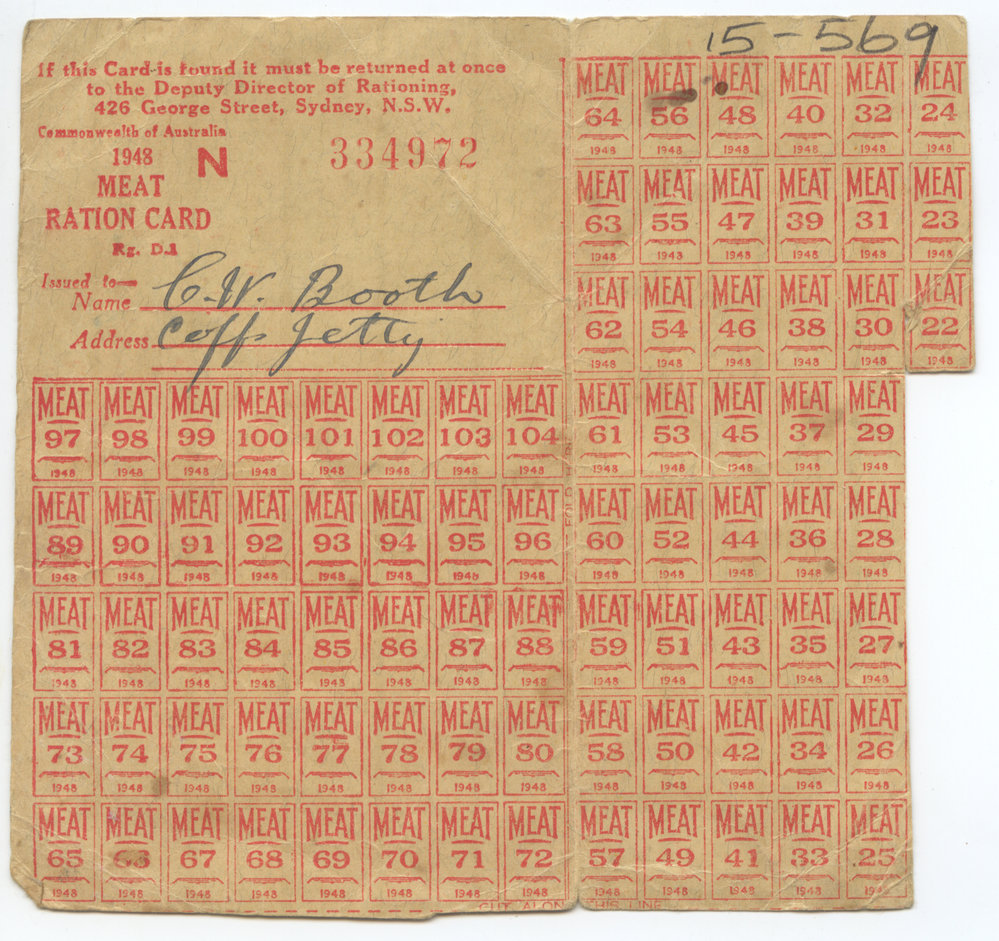 15-569
If this Card is found it must be returned at once
to the Deputy Director of Rationing,
426 George Street, Sydney, N.S.W.
Commonwealth of Australia
1948 N 334972
MEAT
RATION CARD
Rg. D.1
Issued to—
Name C.W. Booth
Address Coffs Jetty
MEAT MEAT MEAT MEAT MEAT MEAT
64 56 48 40 32 24
1948 1948 1948 1948 1948 1948
MEAT MEAT MEAT MEAT MEAT MEAT
63 55 47 39 31 23
1948 1948 1948 1948 1948 1948
MEAT MEAT MEAT MEAT MEAT MEAT
62 54 46 38 30 22
1948 1948 1948 1948 1948 1948
MEAT MEAT MEAT MEAT MEAT MEAT MEAT MEAT MEAT MEAT MEAT MEAT MEAT
97 98 99 100 101 102 103 104 61 53 45 37 29
1948 1948 1948 1948 1948 1948 1948 1948 1948 1948 1948 1948 1948
MEAT MEAT MEAT MEAT MEAT MEAT MEAT MEAT MEAT MEAT MEAT MEAT MEAT
89 90 91 92 93 94 95 96 60 52 44 36 28
1948 1948 1948 1948 1948 1948 1948 1948 1948 1948 1948 1948 1948
MEAT MEAT MEAT MEAT MEAT MEAT MEAT MEAT MEAT MEAT MEAT MEAT MEAT
81 82 83 84 85 86 87 88 59 51 43 35 27
1948 1948 1948 1948 1948 1948 1948 1948 1948 1948 1948 1948 1948
MEAT MEAT MEAT MEAT MEAT MEAT MEAT MEAT MEAT MEAT MEAT MEAT MEAT
73 74 75 76 77 78 79 80 58 50 42 34 26
1948 1948 1948 1948 1948 1948 1948 1948 1948 1948 1948 1948 1948
MEAT MEAT MEAT MEAT MEAT MEAT MEAT MEAT MEAT MEAT MEAT MEAT MEAT
65 66 67 68 69 70 71 72 57 49 41 33 25
1948 1948 1948 1948 1948 1948 1948 1948 1948 1948 1948 1948 1948
FOLD
CUT ALON THIS LINE